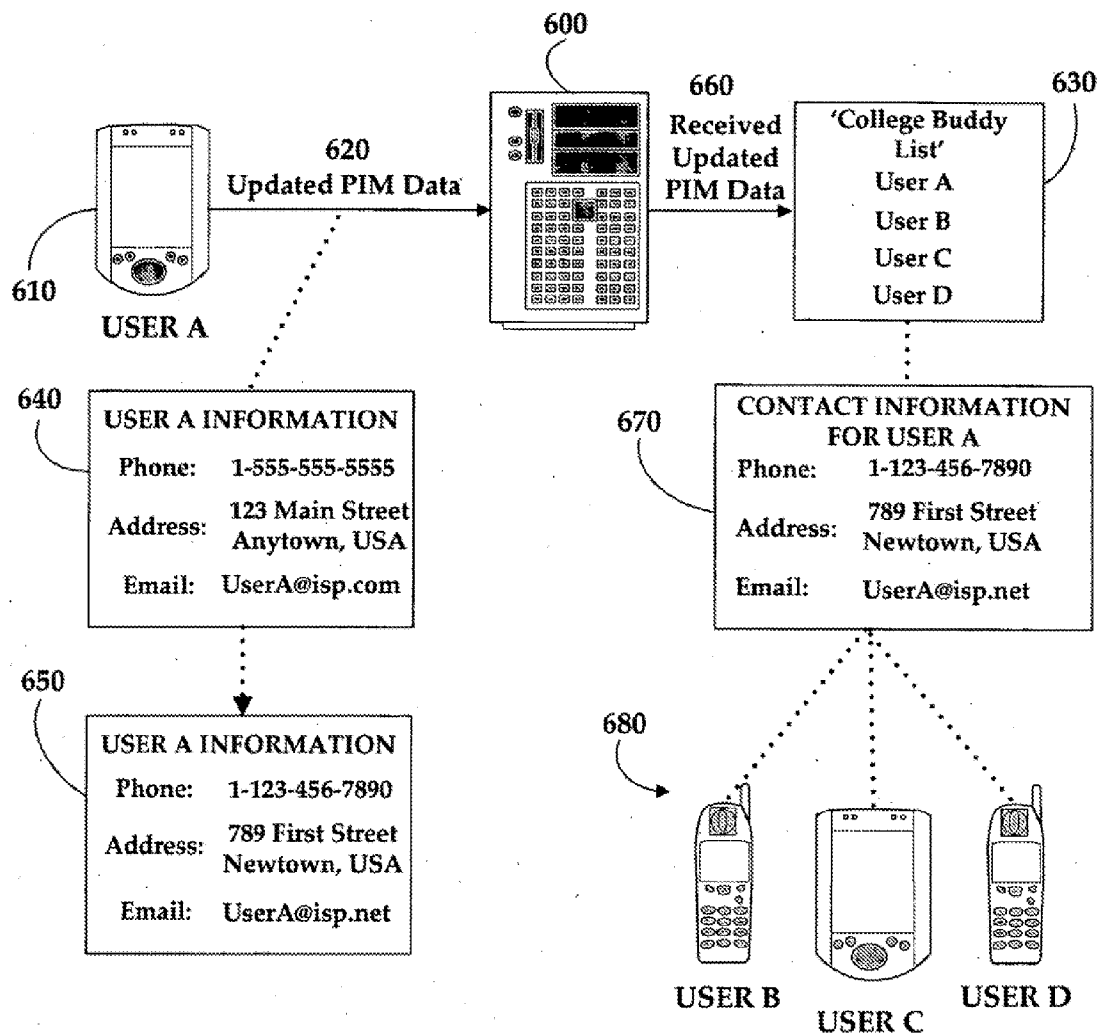 600
620
Updated PIM Data
660
Received
Updated
PIM Data
630
'College Buddy
List'
User A
User B
User C
User D
610
USER A
640
USER A INFORMATION
Phone: 1-555-555-5555
Address: 123 Main Street
Anytown, USA
Email: UserA@isp.com
670
CONTACT INFORMATION
FOR USER A
Phone: 1-123-456-7890
Address: 789 First Street
Newtown, USA
Email: UserA@isp.net
650
USER A INFORMATION
Phone: 1-123-456-7890
Address: 789 First Street
Newtown, USA
Email: UserA@isp.net
680
USER B
USER C
USER D